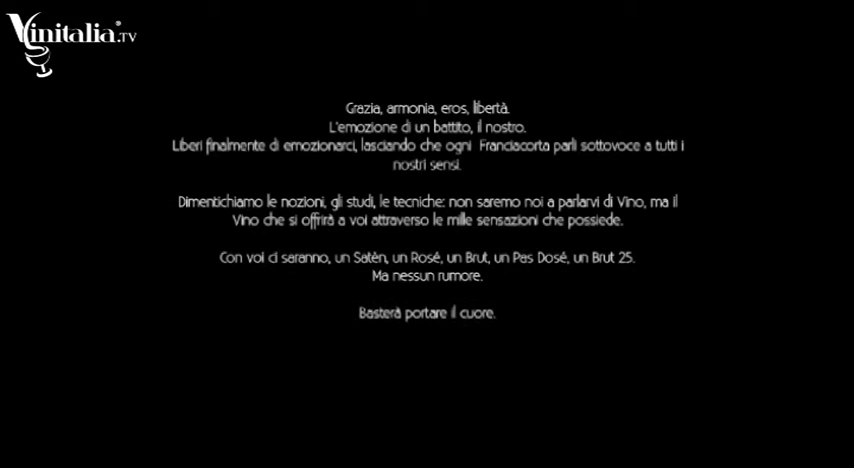 Vinitalia.TV
Grazia, armonia, eros, libertà.
L'emozione di un battito, il nostro.
Liberi finalmente di emozionarci, lasciando che ogni Franciacorta parli sottovoce a tutti i
nostri sensi.
Dimentichiamo le nozioni, gli studi, le tecniche: non saremo noi a parlarvi di Vino, ma il
Vino che si offrirà a voi attraverso le mille sensazioni che possiede.
Con voi ci saranno, un Satèn, un Rosé, un Brut, un Pas Dosé, un Brut 25.
Ma nessun rumore.
Basterà portare il cuore.